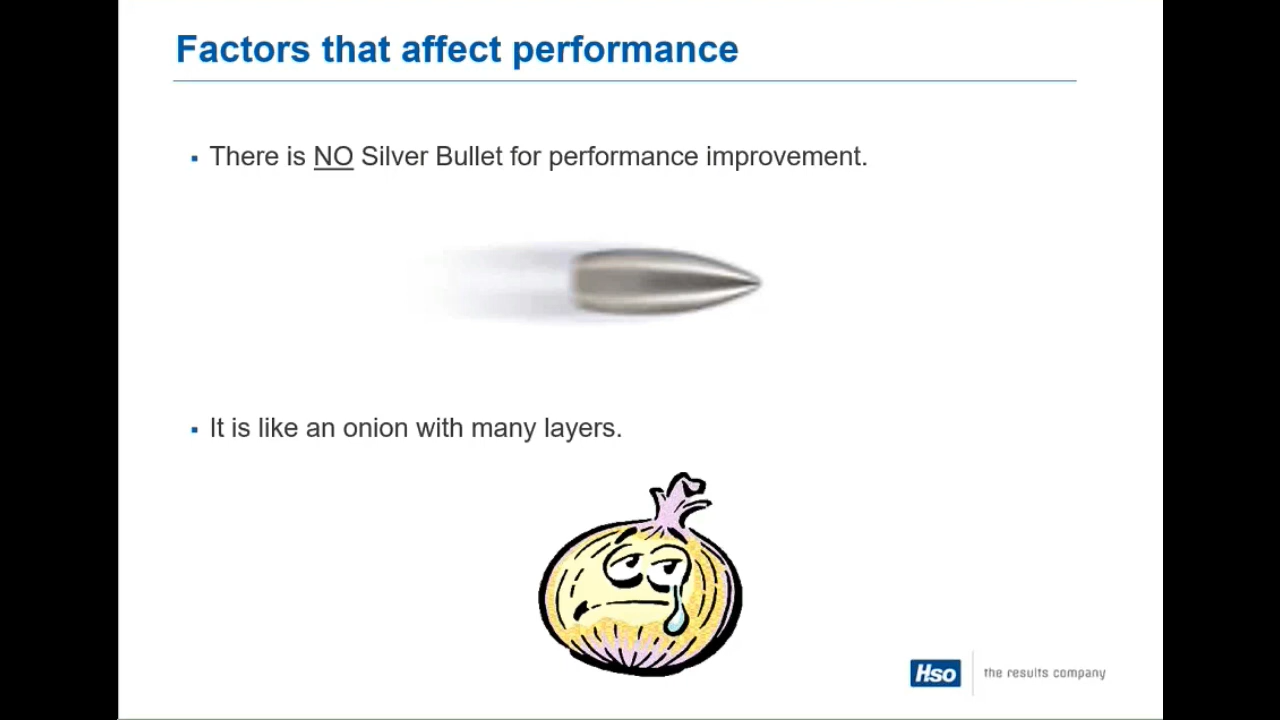 Factors that affect performance
There is NO Silver Bullet for performance improvement.
It is like an onion with many layers.
Hso the results company